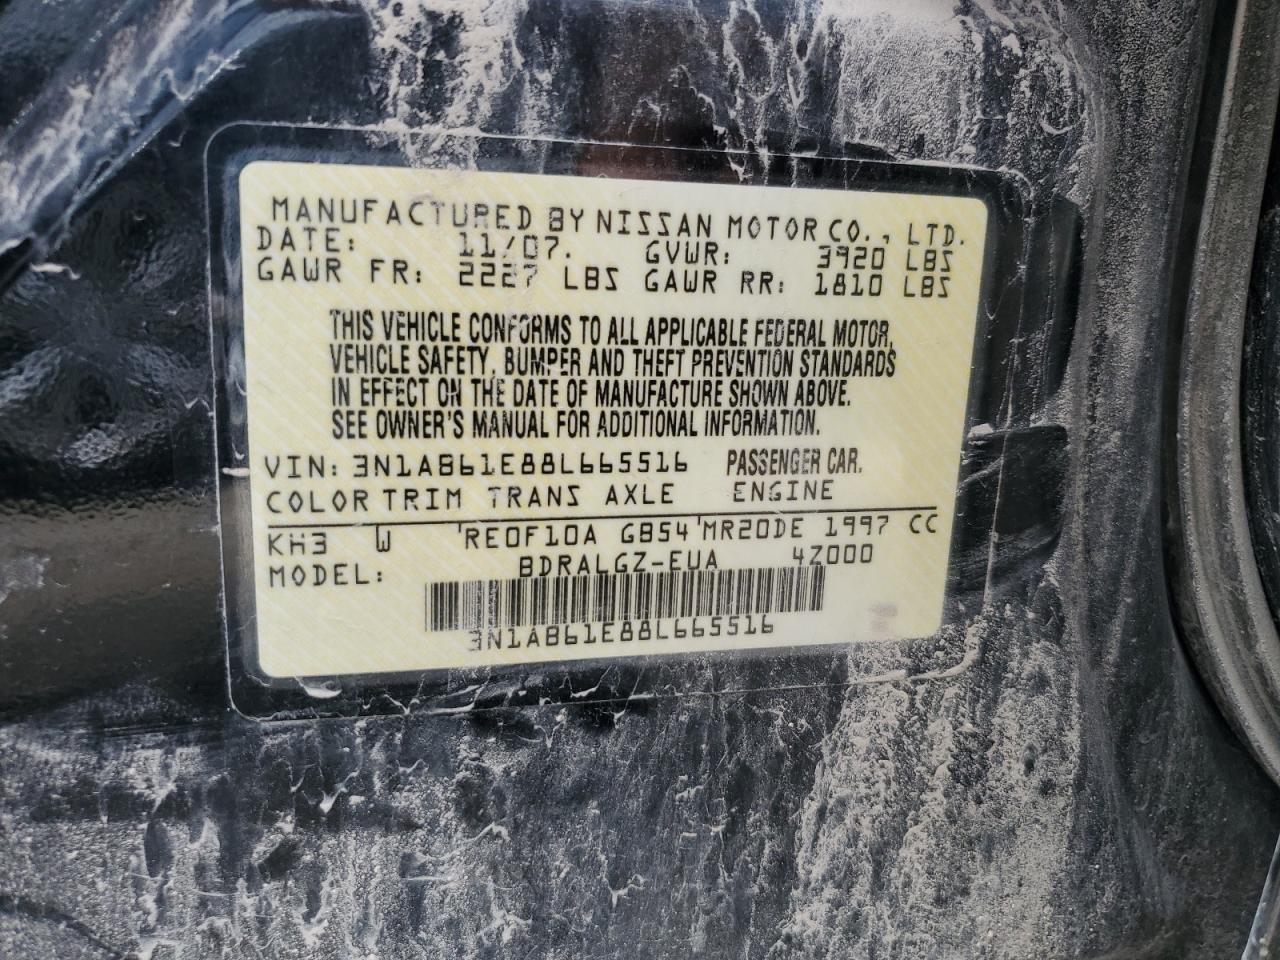 MANUFACTURED BY NISSAN MOTOR CO., LTD.
DATE: 11/07. GVWR: 3920 LBS
GAWR FR: 2227 LBS GAWR RR: 1810 LBS
THIS VEHICLE CONFORMS TO ALL APPLICABLE FEDERAL MOTOR
VEHICLE SAFETY, BUMPER AND THEFT PREVENTION STANDARDS
IN EFFECT ON THE DATE OF MANUFACTURE SHOWN ABOVE.
SEE OWNER'S MANUAL FOR ADDITIONAL INFORMATION.
VIN: 3N1AB61E88L665516 PASSENGER CAR.
COLOR TRIM TRANS AXLE ENGINE
KH3 W RE0F10A GB54 MR20DE 1997 CC
MODEL: BDRALGZ-EUA 4Z000
3N1AB61E88L665516